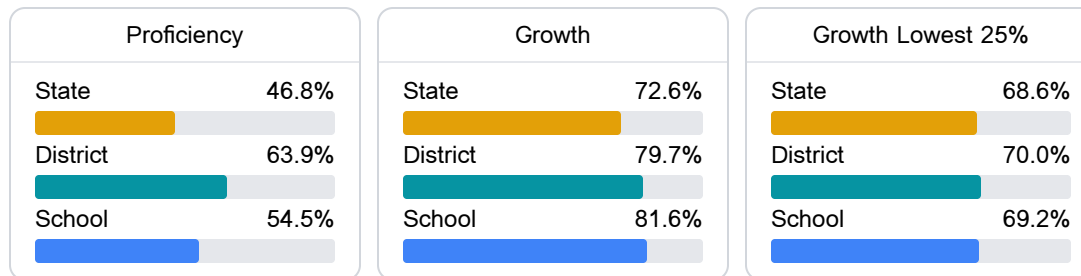 Proficiency
State 46.8%
District 63.9%
School 54.5%
Growth
State 72.6%
District 79.7%
School 81.6%
Growth Lowest 25%
State 68.6%
District 70.0%
School 69.2%